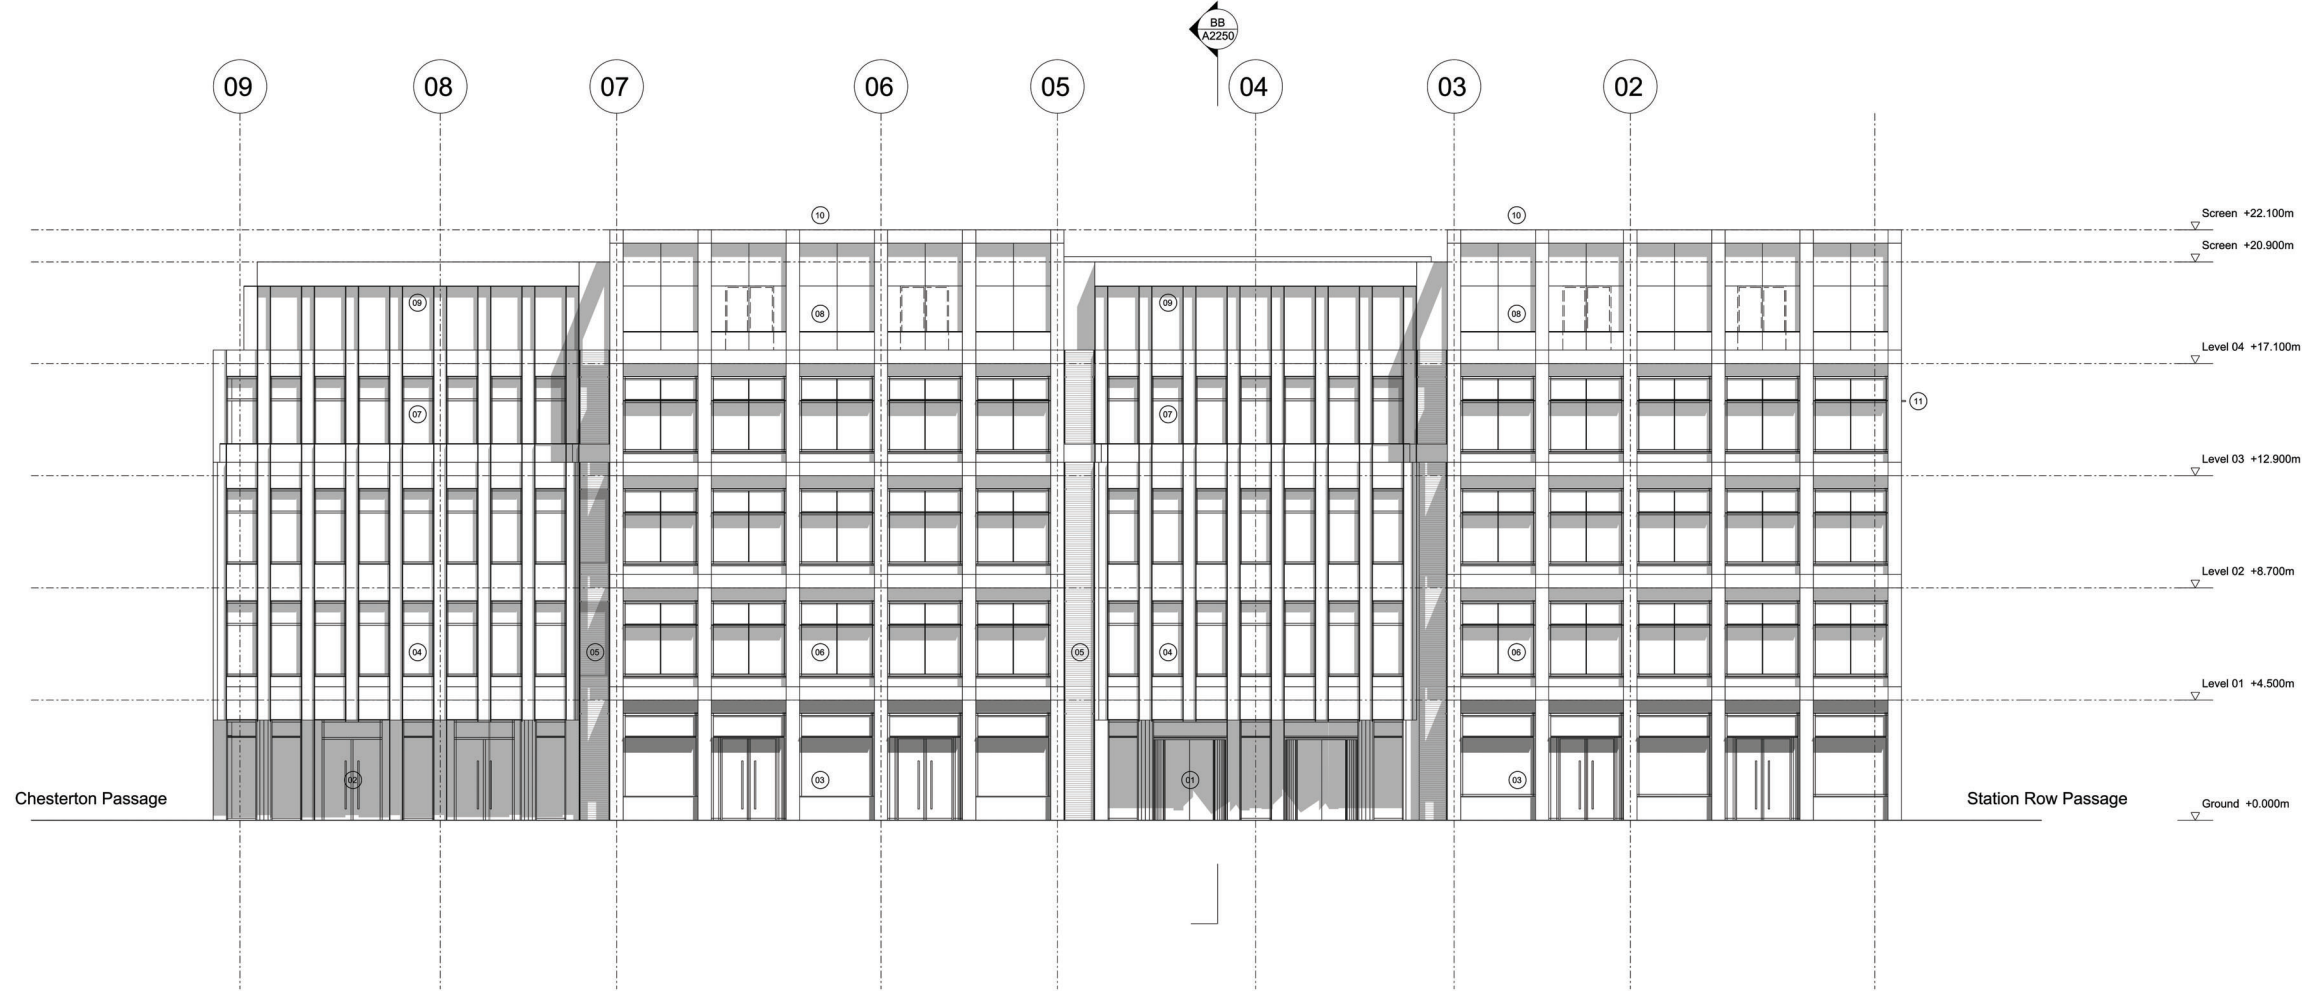 BB
A2250
09
08
07
06
05
04
03
02
10
10
Screen +22.100m
Screen +20.900m
09
08
09
08
Level 04 +17.100m
07
07
11
Level 03 +12.900m
Level 02 +8.700m
04
05
06
05
04
06
Level 01 +4.500m
02
03
01
03
Chesterton Passage
Station Row Passage
Ground +0.000m